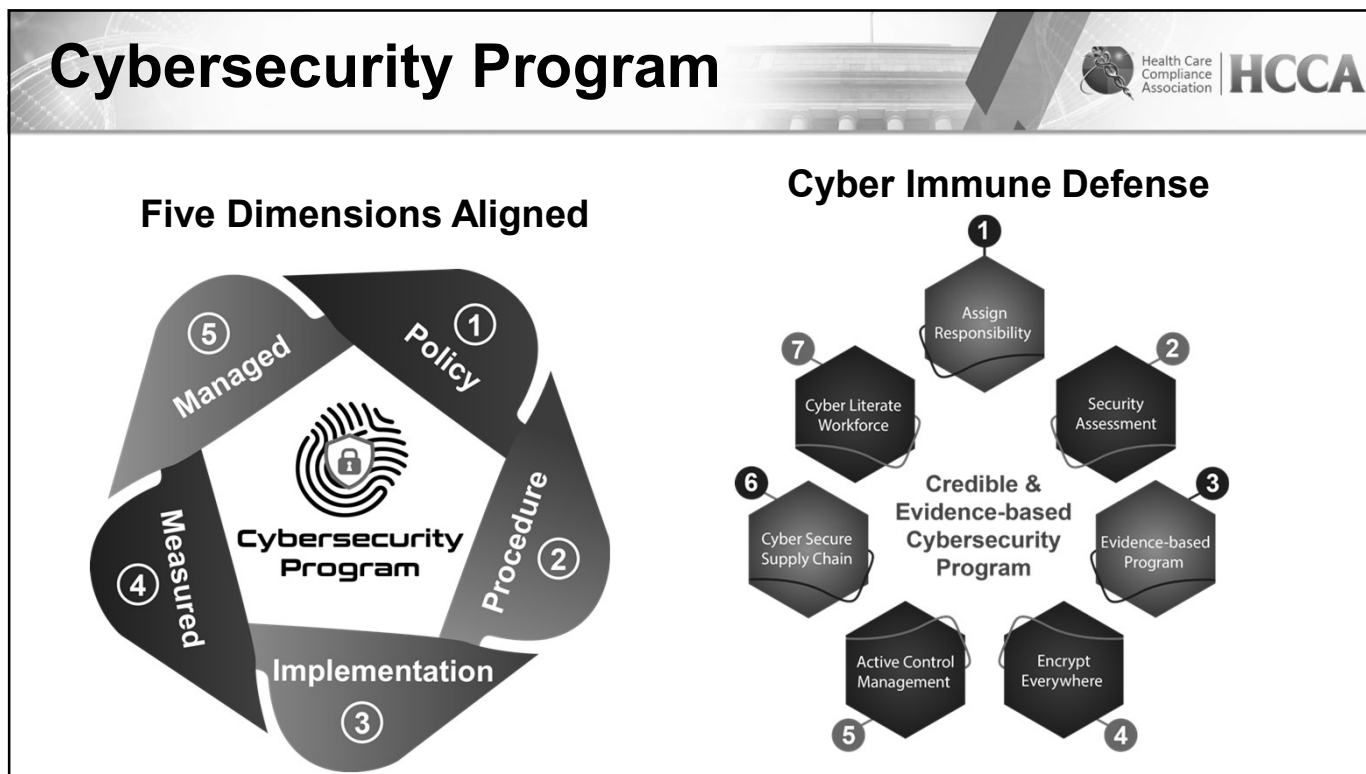 Cybersecurity Program
Health Care
Compliance
Association
HCCA
Five Dimensions Aligned
1
Policy
2
Procedure
3
Implementation
4
Measured
5
Managed
Cybersecurity
Program
Cyber Immune Defense
1
Assign
Responsibility
2
Security
Assessment
3
Evidence-based
Program
4
Encrypt
Everywhere
5
Active Control
Management
6
Cyber Secure
Supply Chain
7
Cyber Literate
Workforce
Credible &
Evidence-based
Cybersecurity
Program